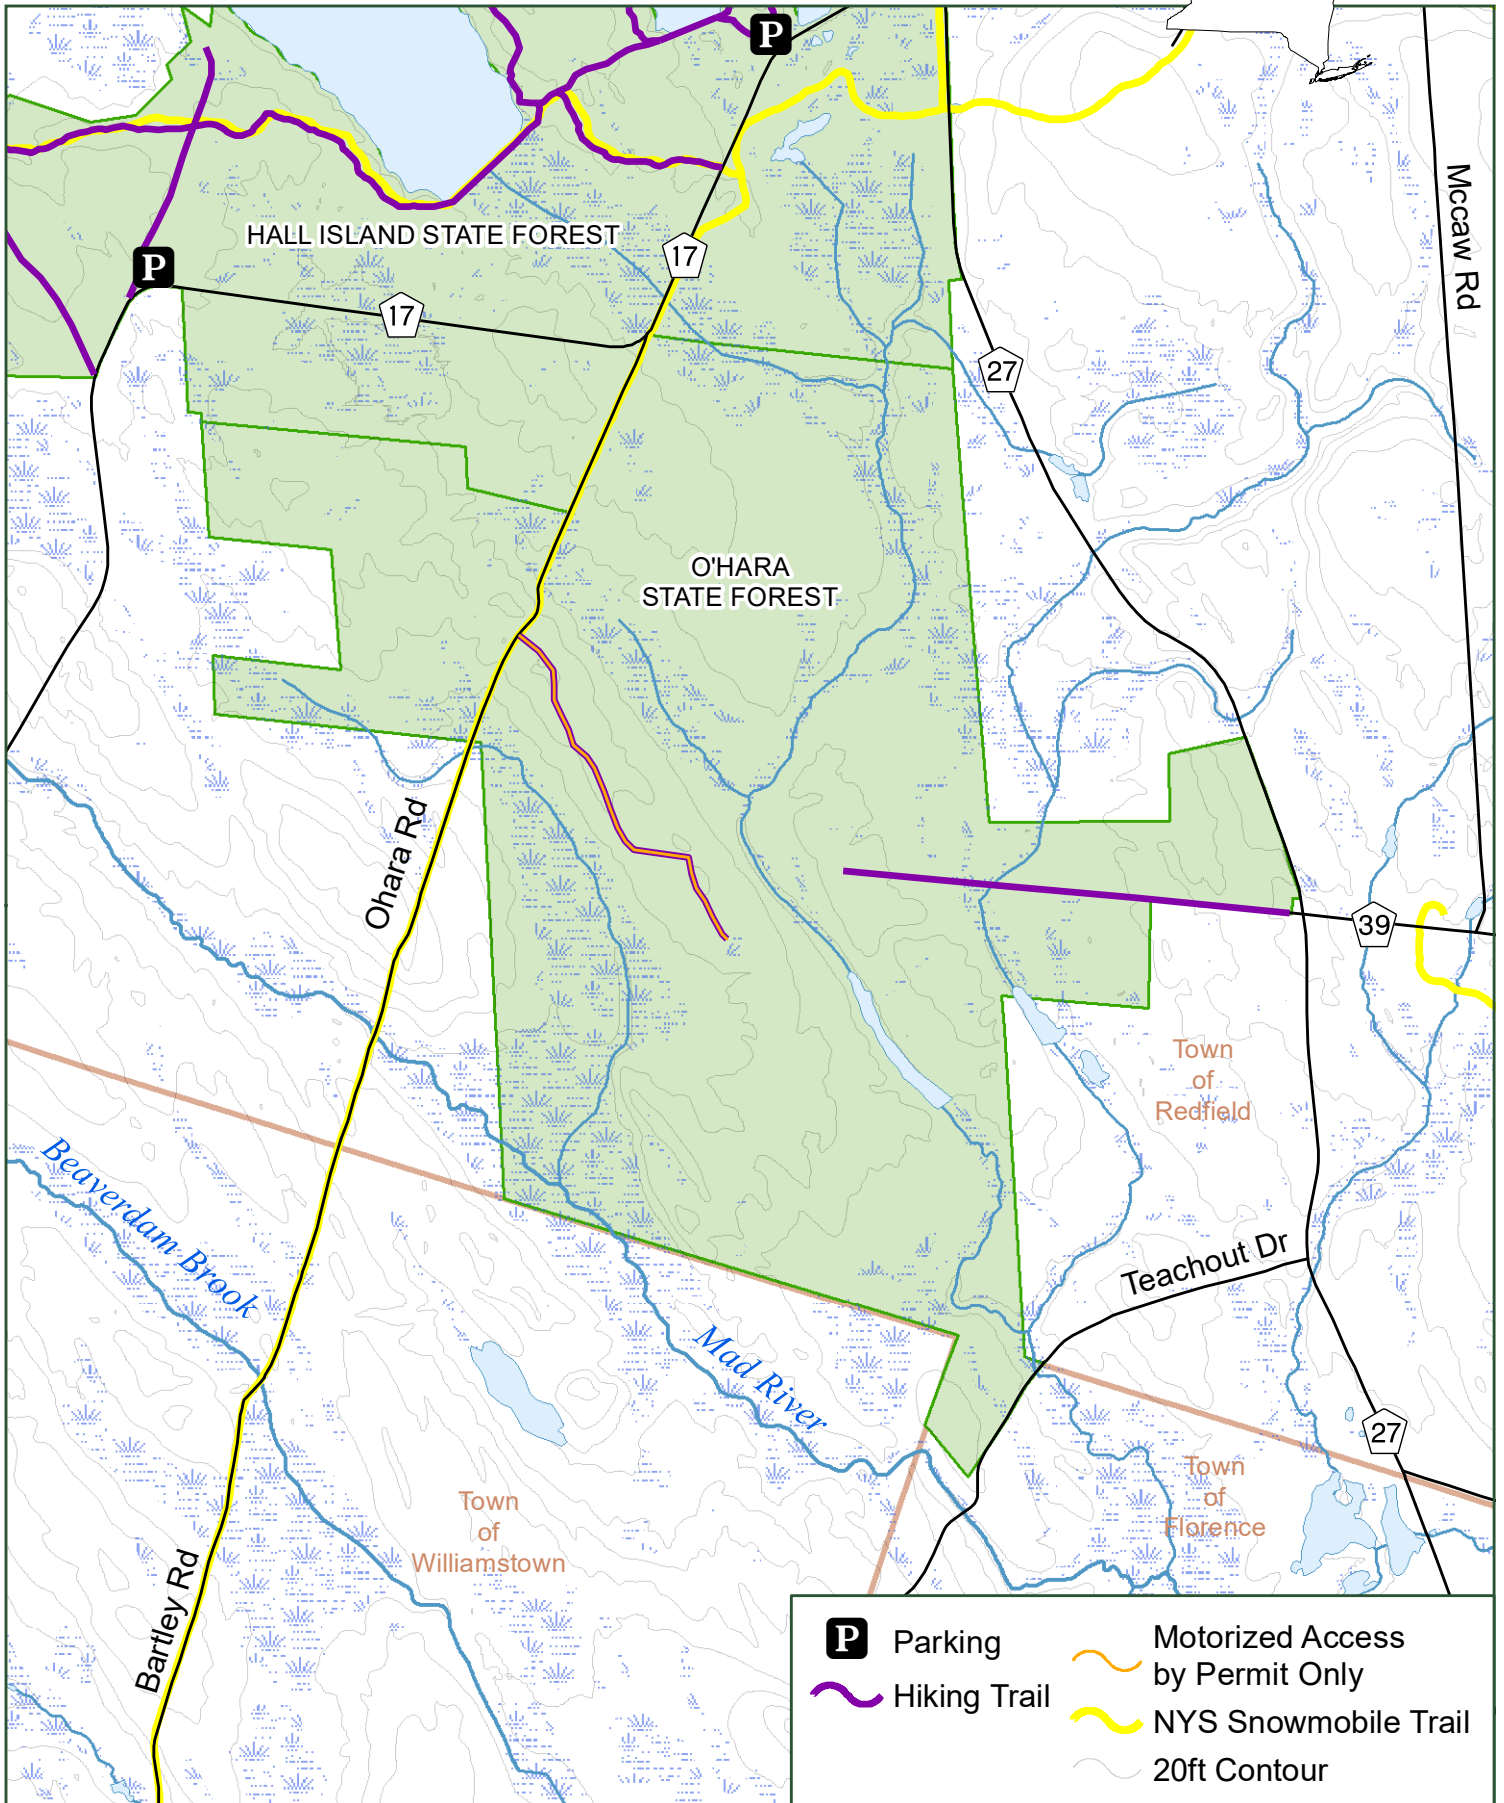 P
Mccaw Rd
HALL ISLAND STATE FOREST
17
P
17
27
O'HARA
STATE FOREST
Ohara Rd
39
Town
of
Redfield
Beaverdam Brook
Teachout Dr
Mad River
27
Town
of
Florence
Town
of
Williamstown
Bartley Rd
P Parking
Hiking Trail
Motorized Access
by Permit Only
NYS Snowmobile Trail
20ft Contour